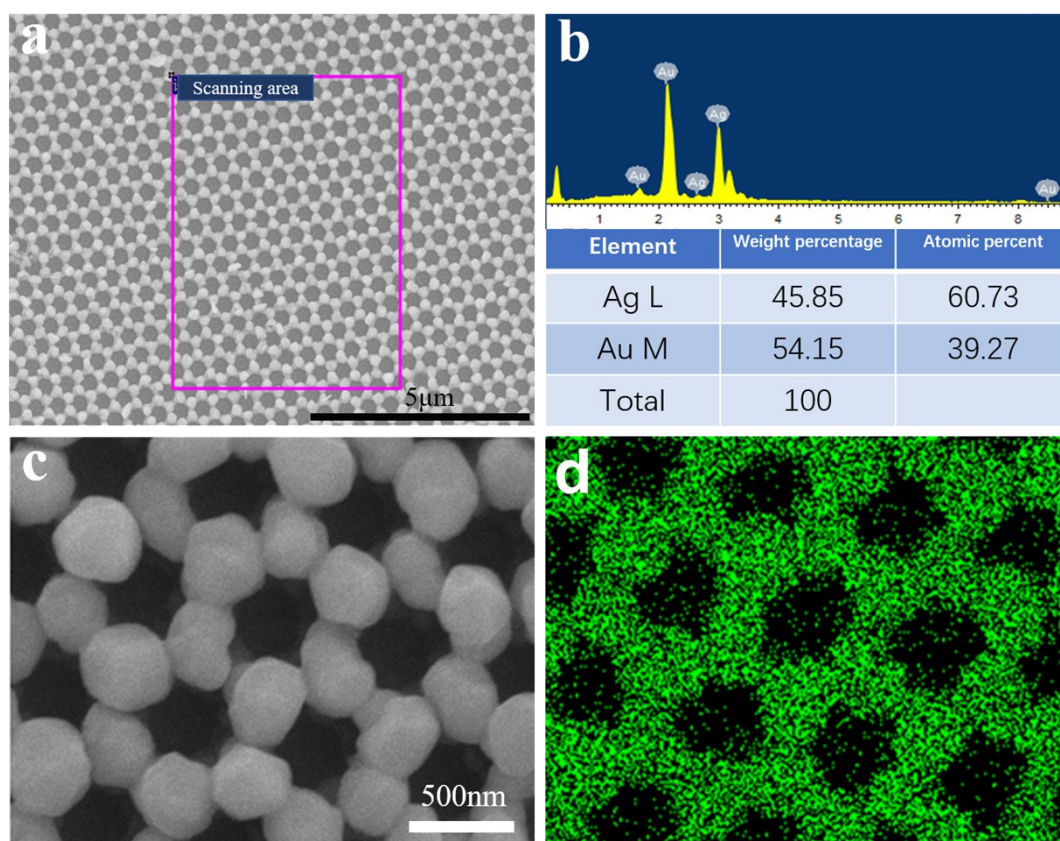 a
Scanning area
5μm
b
Au
Ag
Au
Ag
Au
1 2 3 4 5 6 7 8
Element Weight percentage Atomic percent
Ag L 45.85 60.73
Au M 54.15 39.27
Total 100
c
500nm
d